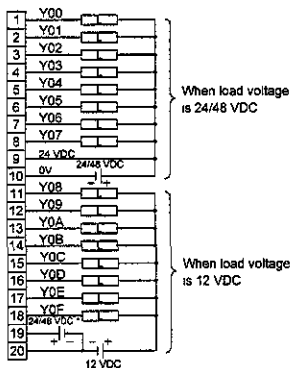 1 Y00
2 Y01
3 Y02
4 Y03
5 Y04
6 Y05
7 Y06
8 Y07
9 24 VDC
10 0V 24/48 VDC
- +
When load voltage
is 24/48 VDC
11 Y08
12 Y09
13 Y0A
14 Y0B
15 Y0C
16 Y0D
17 Y0E
18 Y0F
19 24/48 VDC
+ - - +
20 12 VDC
When load voltage
is 12 VDC